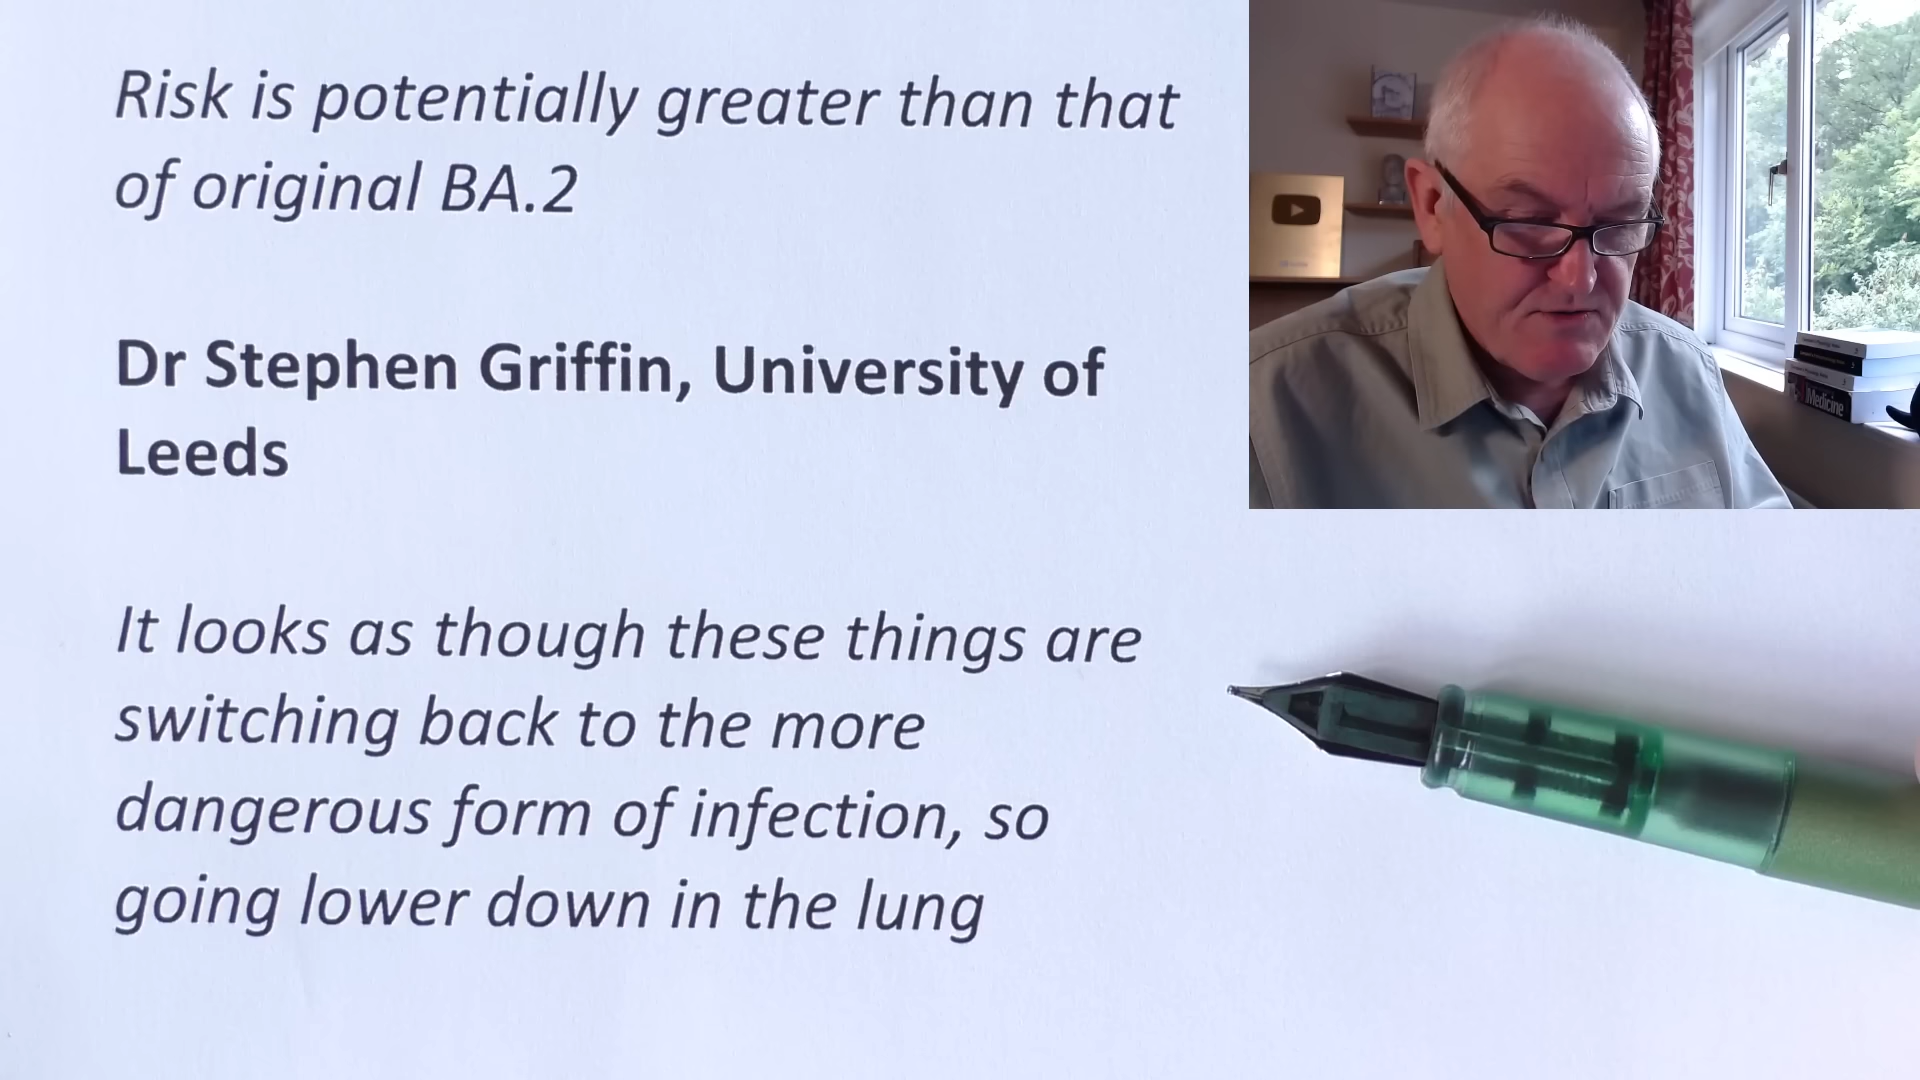 Risk is potentially greater than that
of original BA.2
Dr Stephen Griffin, University of
Leeds
It looks as though these things are
switching back to the more
dangerous form of infection, so
going lower down in the lung
Medicine